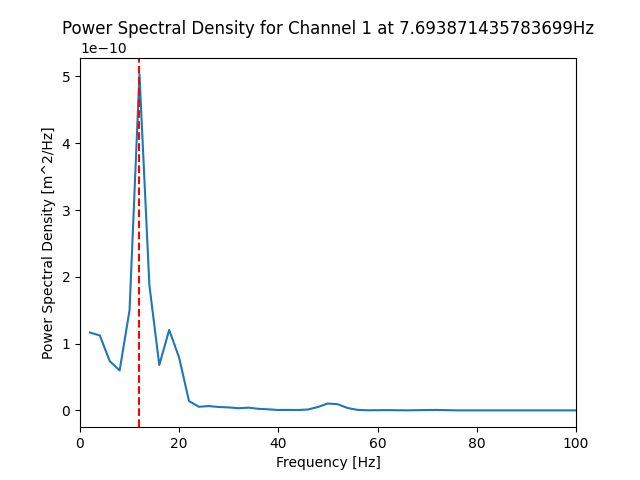 Power Spectral Density for Channel 1 at 7.693871435783699Hz
1e−10
5
4
3
2
1
0
Power Spectral Density [m^2/Hz]
0 20 40 60 80 100
Frequency [Hz]